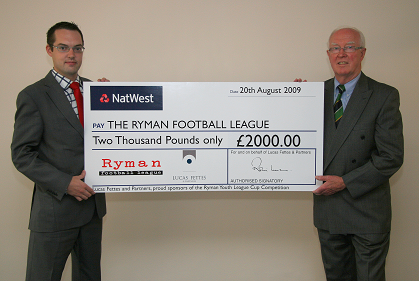 NatWest
Date 20th August 2009
PAY THE RYMAN FOOTBALL LEAGUE
Two Thousand Pounds only £2000.00
For and on behalf of Lucas Fettes & Partners
Ryman
football league
LUCAS FETTES
AUTHORISED SIGNATORY
Lucas Fettes and Partners, proud sponsors of the Ryman Youth League Cup Competition